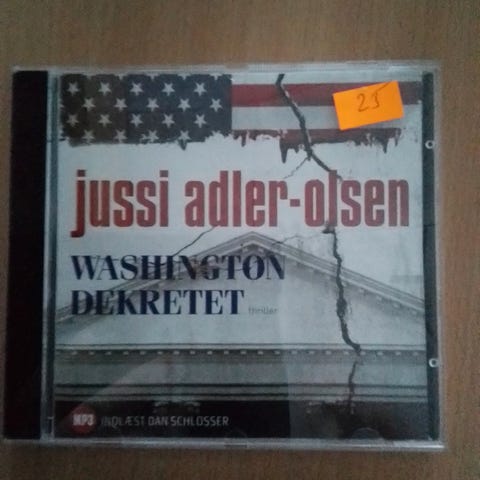 25
jussi adler-olsen
WASHINGTON
DEKRETET
thriller
MP3 INDLÆST DAN SCHLOSSER